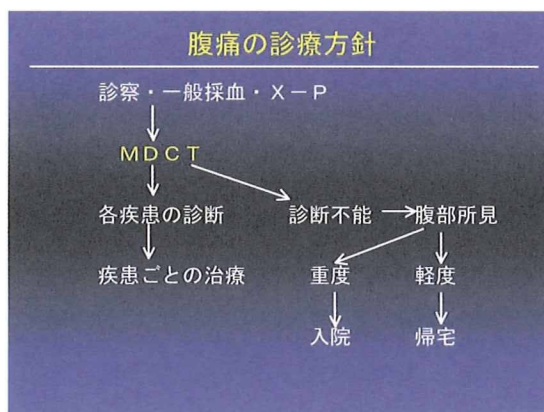 腹痛の診療方針
診察・一般採血・X－P
MDCT
各疾患の診断 診断不能 腹部所見
疾患ごとの治療 重度 軽度
入院 帰宅